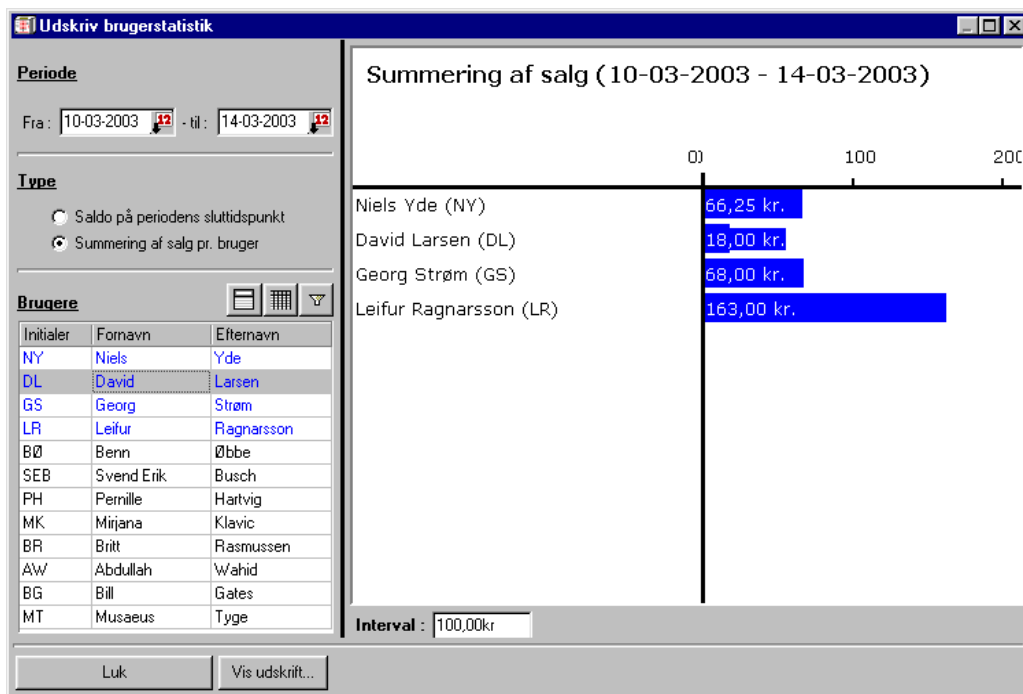 Udskriv brugerstatistik
Periode
Fra : 10-03-2003 12 - til : 14-03-2003 12
Type
Saldo på periodens sluttidspunkt
Summering af salg pr. bruger
Brugere
Initialer Fornavn Efternavn
NY Niels Yde
DL David Larsen
GS Georg Strøm
LR Leifur Ragnarsson
BØ Benn Øbbe
SEB Svend Erik Busch
PH Pernille Hartvig
MK Mirjana Klavic
BR Britt Rasmussen
AW Abdullah Wahid
BG Bill Gates
MT Musaeus Tyge
Summering af salg (10-03-2003 - 14-03-2003)
0 100 200
Niels Yde (NY) 66,25 kr.
David Larsen (DL) 18,00 kr.
Georg Strøm (GS) 68,00 kr.
Leifur Ragnarsson (LR) 163,00 kr.
Interval : 100,00kr
Luk Vis udskrift...